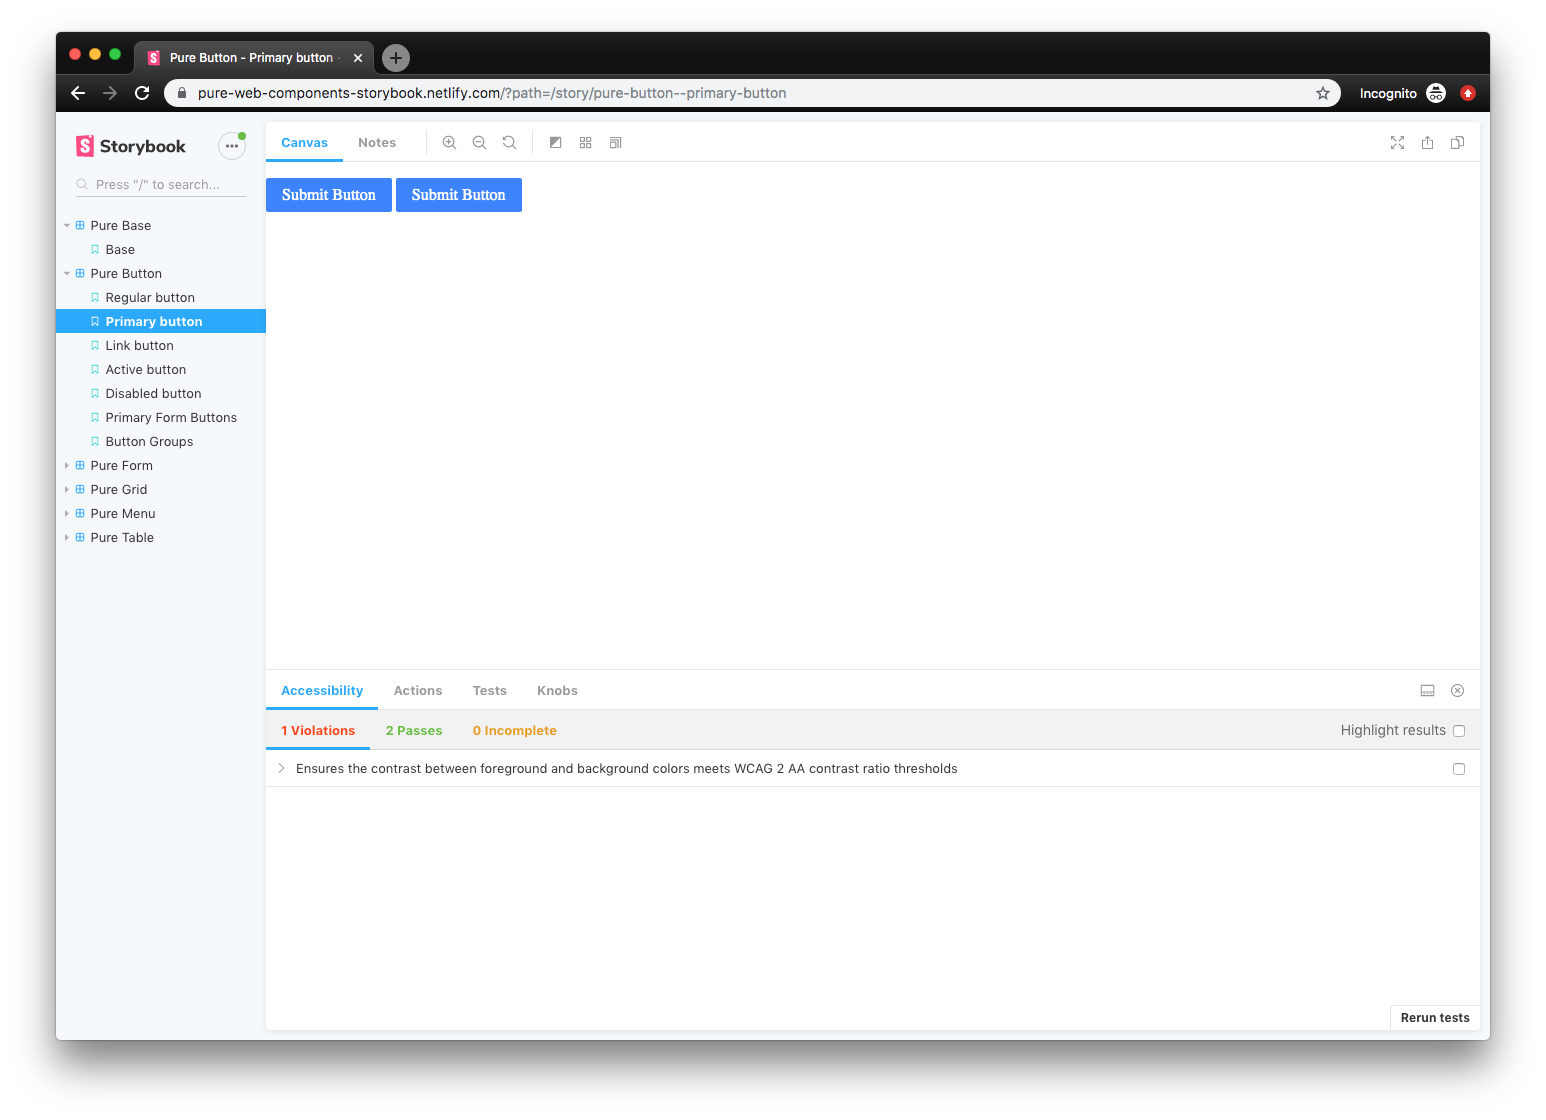 Pure Button - Primary button
pure-web-components-storybook.netlify.com/?path=/story/pure-button--primary-button
Incognito
Storybook
Press "/" to search...
Pure Base
Base
Pure Button
Regular button
Primary button
Link button
Active button
Disabled button
Primary Form Buttons
Button Groups
Pure Form
Pure Grid
Pure Menu
Pure Table
Canvas Notes
Submit Button Submit Button
Accessibility Actions Tests Knobs
1 Violations 2 Passes 0 Incomplete Highlight results
Ensures the contrast between foreground and background colors meets WCAG 2 AA contrast ratio thresholds
Rerun tests